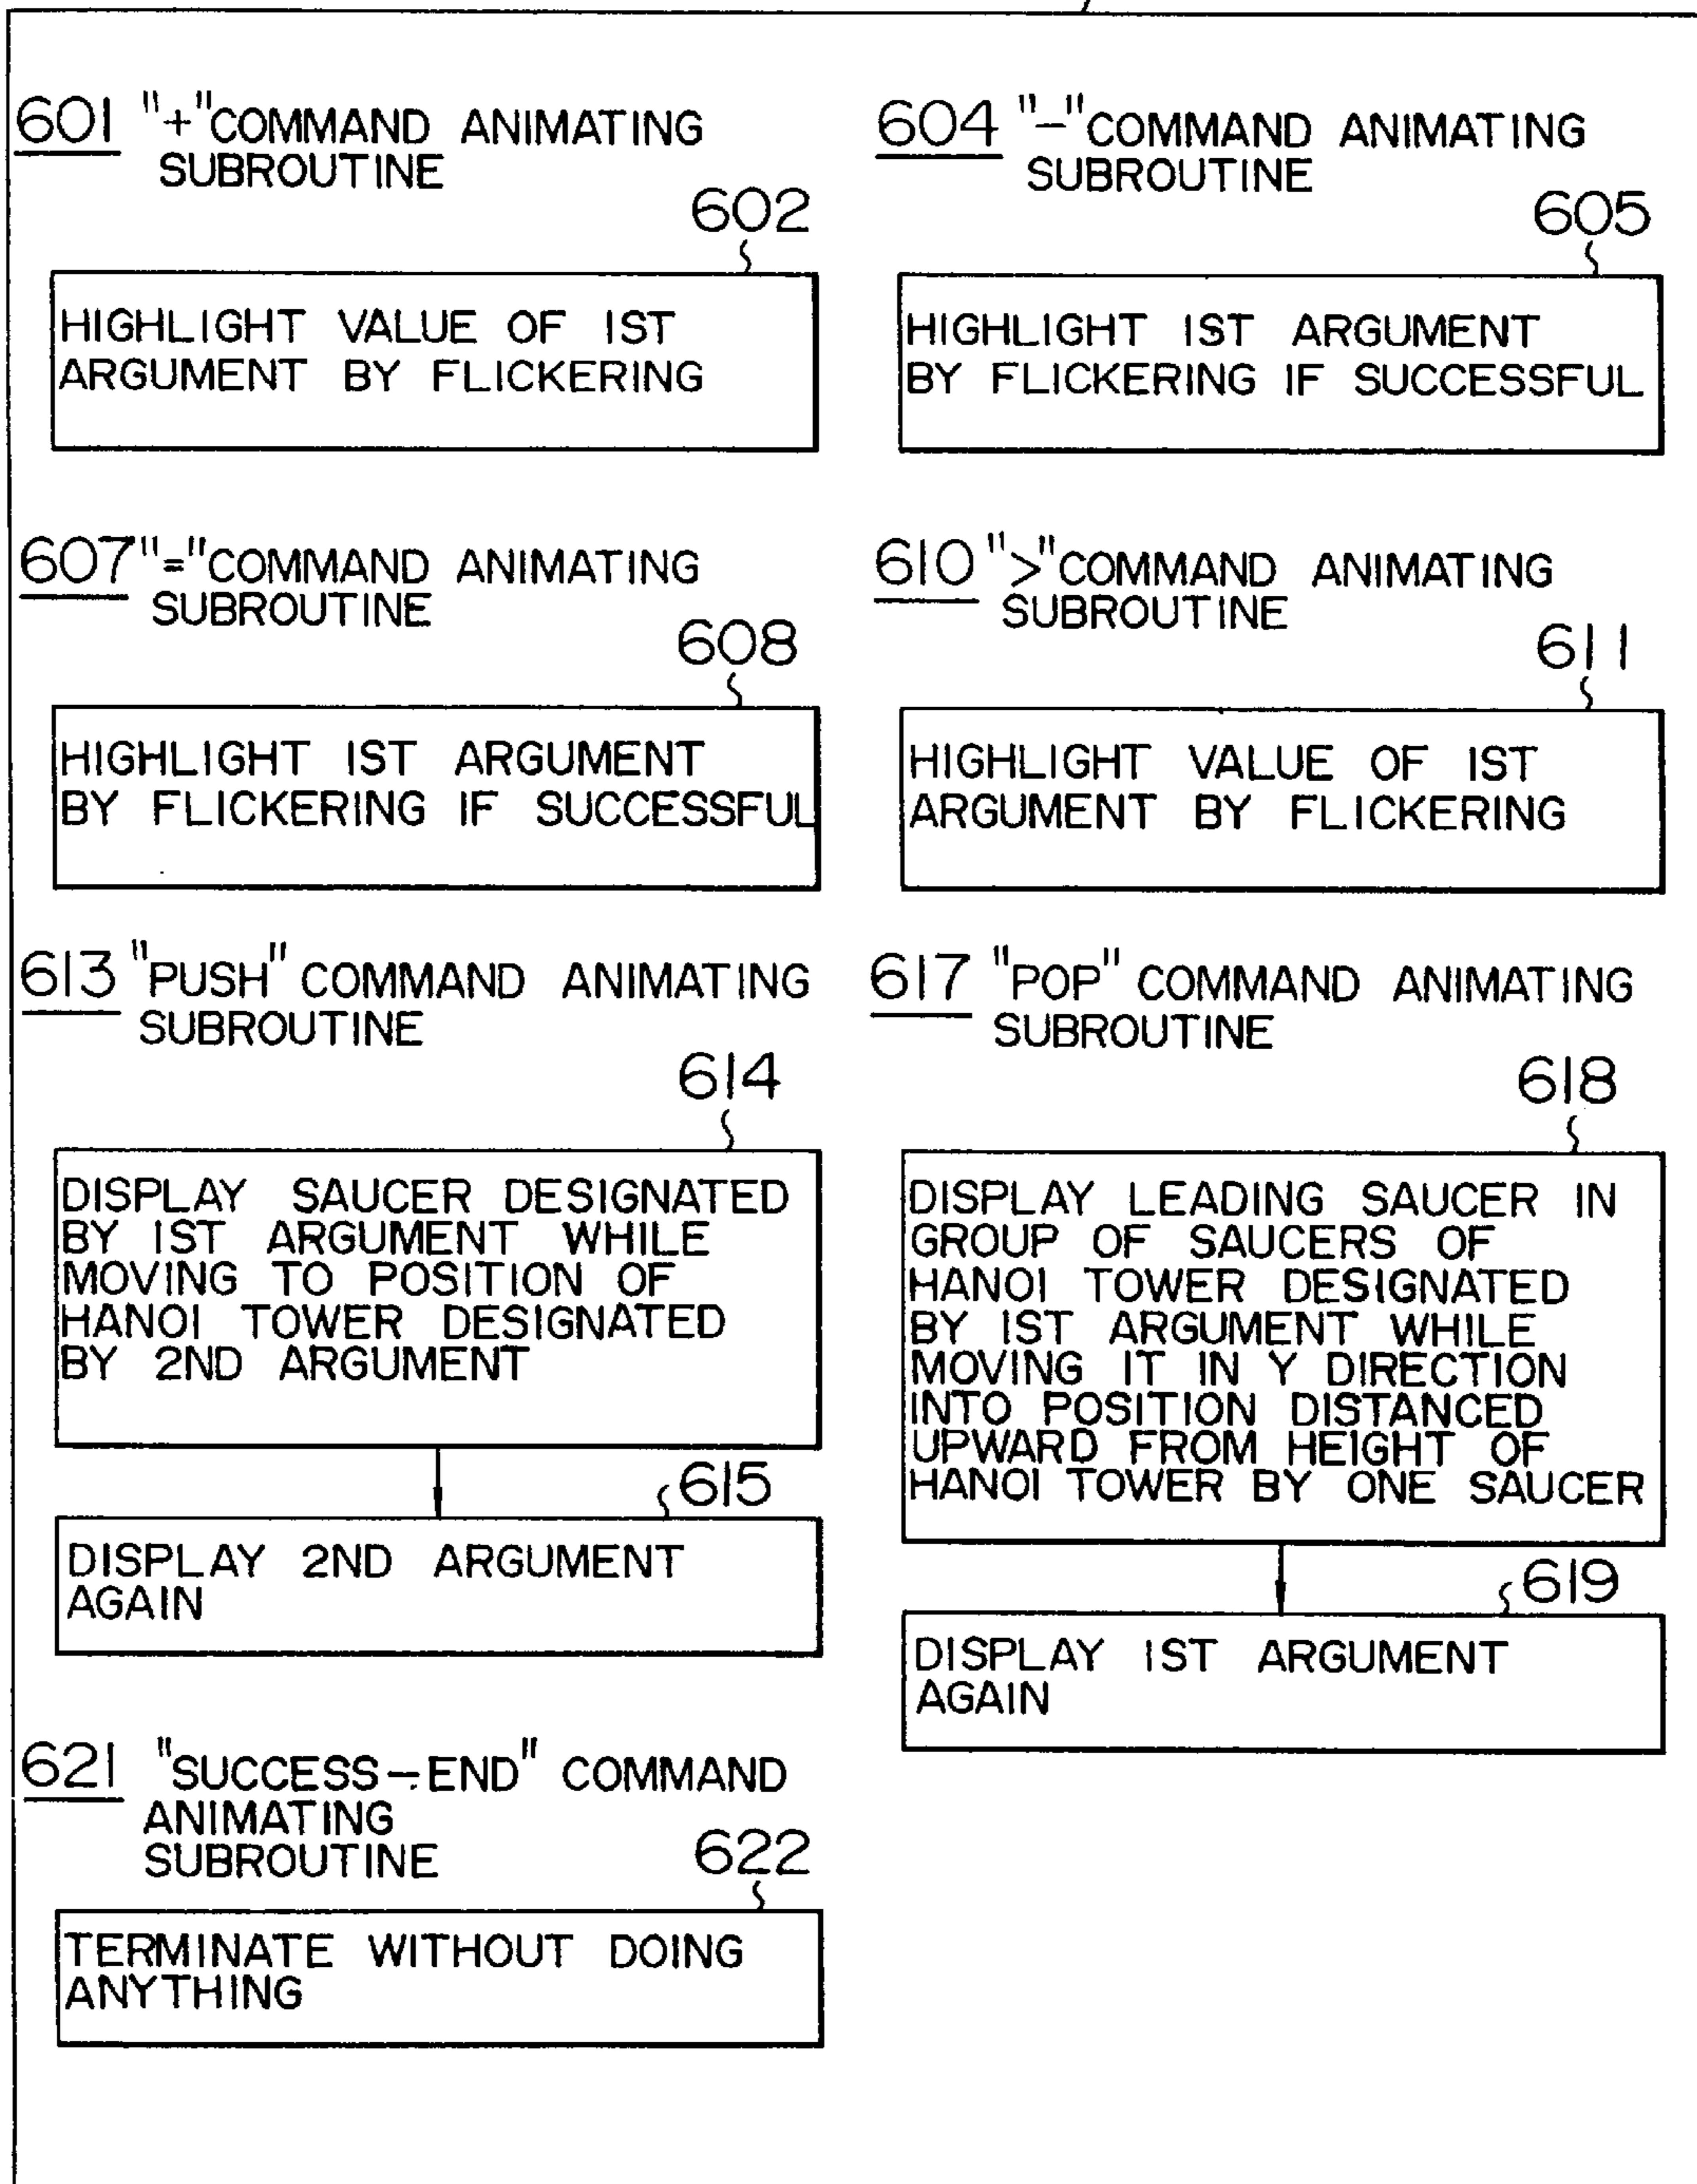 601 "+"COMMAND ANIMATING
SUBROUTINE
602
HIGHLIGHT VALUE OF 1ST
ARGUMENT BY FLICKERING
604 "-"COMMAND ANIMATING
SUBROUTINE
605
HIGHLIGHT 1ST ARGUMENT
BY FLICKERING IF SUCCESSFUL
607 "="COMMAND ANIMATING
SUBROUTINE
608
HIGHLIGHT 1ST ARGUMENT
BY FLICKERING IF SUCCESSFUL
610 ">"COMMAND ANIMATING
SUBROUTINE
611
HIGHLIGHT VALUE OF 1ST
ARGUMENT BY FLICKERING
613 "PUSH" COMMAND ANIMATING
SUBROUTINE
614
DISPLAY SAUCER DESIGNATED
BY 1ST ARGUMENT WHILE
MOVING TO POSITION OF
HANOI TOWER DESIGNATED
BY 2ND ARGUMENT
615
DISPLAY 2ND ARGUMENT
AGAIN
617 "POP" COMMAND ANIMATING
SUBROUTINE
618
DISPLAY LEADING SAUCER IN
GROUP OF SAUCERS OF
HANOI TOWER DESIGNATED
BY 1ST ARGUMENT WHILE
MOVING IT IN Y DIRECTION
INTO POSITION DISTANCED
UPWARD FROM HEIGHT OF
HANOI TOWER BY ONE SAUCER
619
DISPLAY 1ST ARGUMENT
AGAIN
621 "SUCCESS-END" COMMAND
ANIMATING
SUBROUTINE
622
TERMINATE WITHOUT DOING
ANYTHING